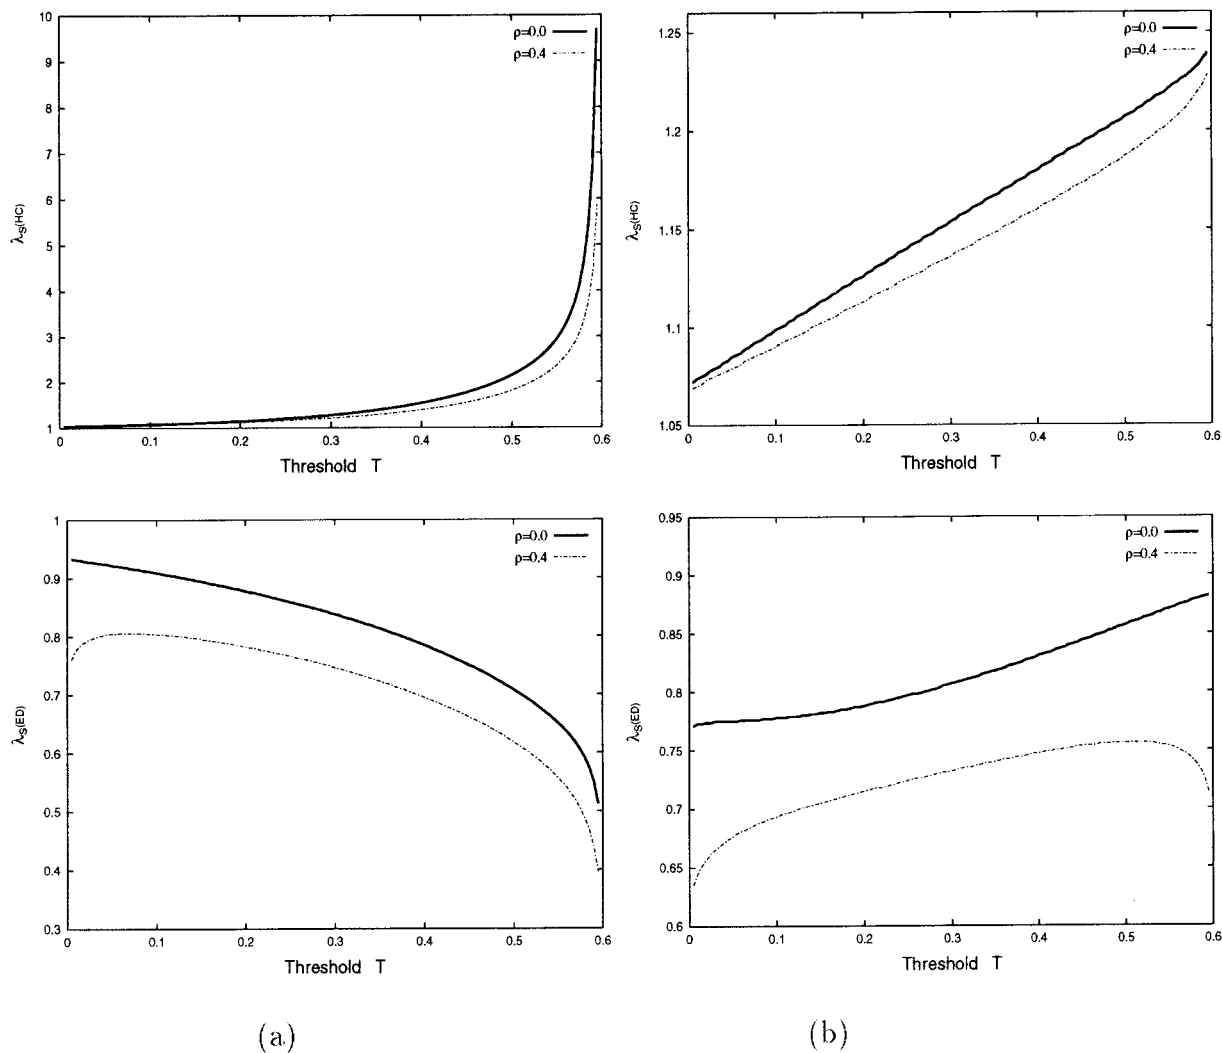 10
9
8
7
6
5
4
3
2
1
λS(HC)
ρ=0.0
ρ=0.4
0 0.1 0.2 0.3 0.4 0.5 0.6
Threshold T
1.25
1.2
1.15
1.1
1.05
λS(HC)
ρ=0.0
ρ=0.4
0 0.1 0.2 0.3 0.4 0.5 0.6
Threshold T
1
0.9
0.8
0.7
0.6
0.5
0.4
0.3
λS(ED)
ρ=0.0
ρ=0.4
0 0.1 0.2 0.3 0.4 0.5 0.6
Threshold T
0.95
0.9
0.85
0.8
0.75
0.7
0.65
0.6
λS(ED)
ρ=0.0
ρ=0.4
0 0.1 0.2 0.3 0.4 0.5 0.6
Threshold T
(a)
(b)